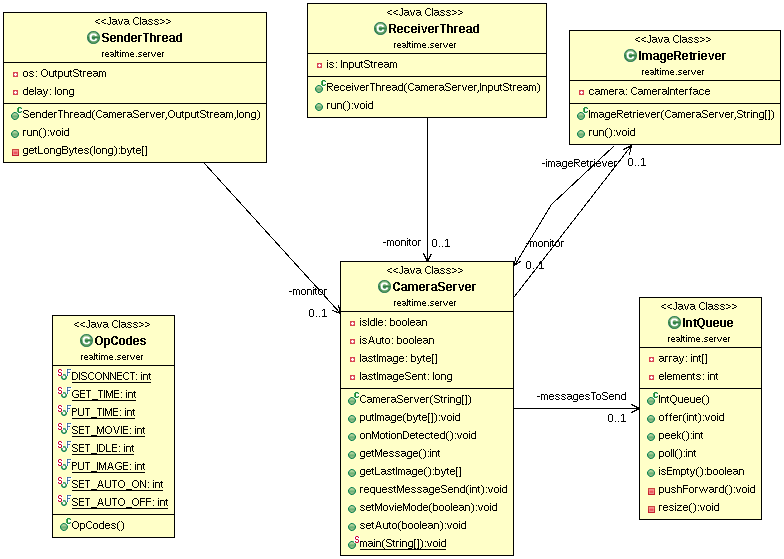 <<Java Class>>
SenderThread
realtime.server
os: OutputStream
delay: long
SenderThread(CameraServer,OutputStream,long)
run():void
getLongBytes(long):byte[]
<<Java Class>>
ReceiverThread
realtime.server
is: InputStream
ReceiverThread(CameraServer,InputStream)
run():void
<<Java Class>>
ImageRetriever
realtime.server
camera: CameraInterface
ImageRetriever(CameraServer,String[])
run():void
-imageRetriever
0..1
-monitor
0..1
-monitor
0..1
-monitor
0..1
<<Java Class>>
CameraServer
realtime.server
isIdle: boolean
isAuto: boolean
lastImage: byte[]
lastImageSent: long
CameraServer(String[])
putImage(byte[]):void
onMotionDetected():void
getMessage():int
getLastImage():byte[]
requestMessageSend(int):void
setMovieMode(boolean):void
setAuto(boolean):void
main(String[]):void
-messagesToSend
0..1
<<Java Class>>
IntQueue
realtime.server
array: int[]
elements: int
IntQueue()
offer(int):void
peek():int
poll():int
isEmpty():boolean
pushForward():void
resize():void
<<Java Class>>
OpCodes
realtime.server
DISCONNECT: int
GET_TIME: int
PUT_TIME: int
SET_MOVIE: int
SET_IDLE: int
PUT_IMAGE: int
SET_AUTO_ON: int
SET_AUTO_OFF: int
OpCodes()